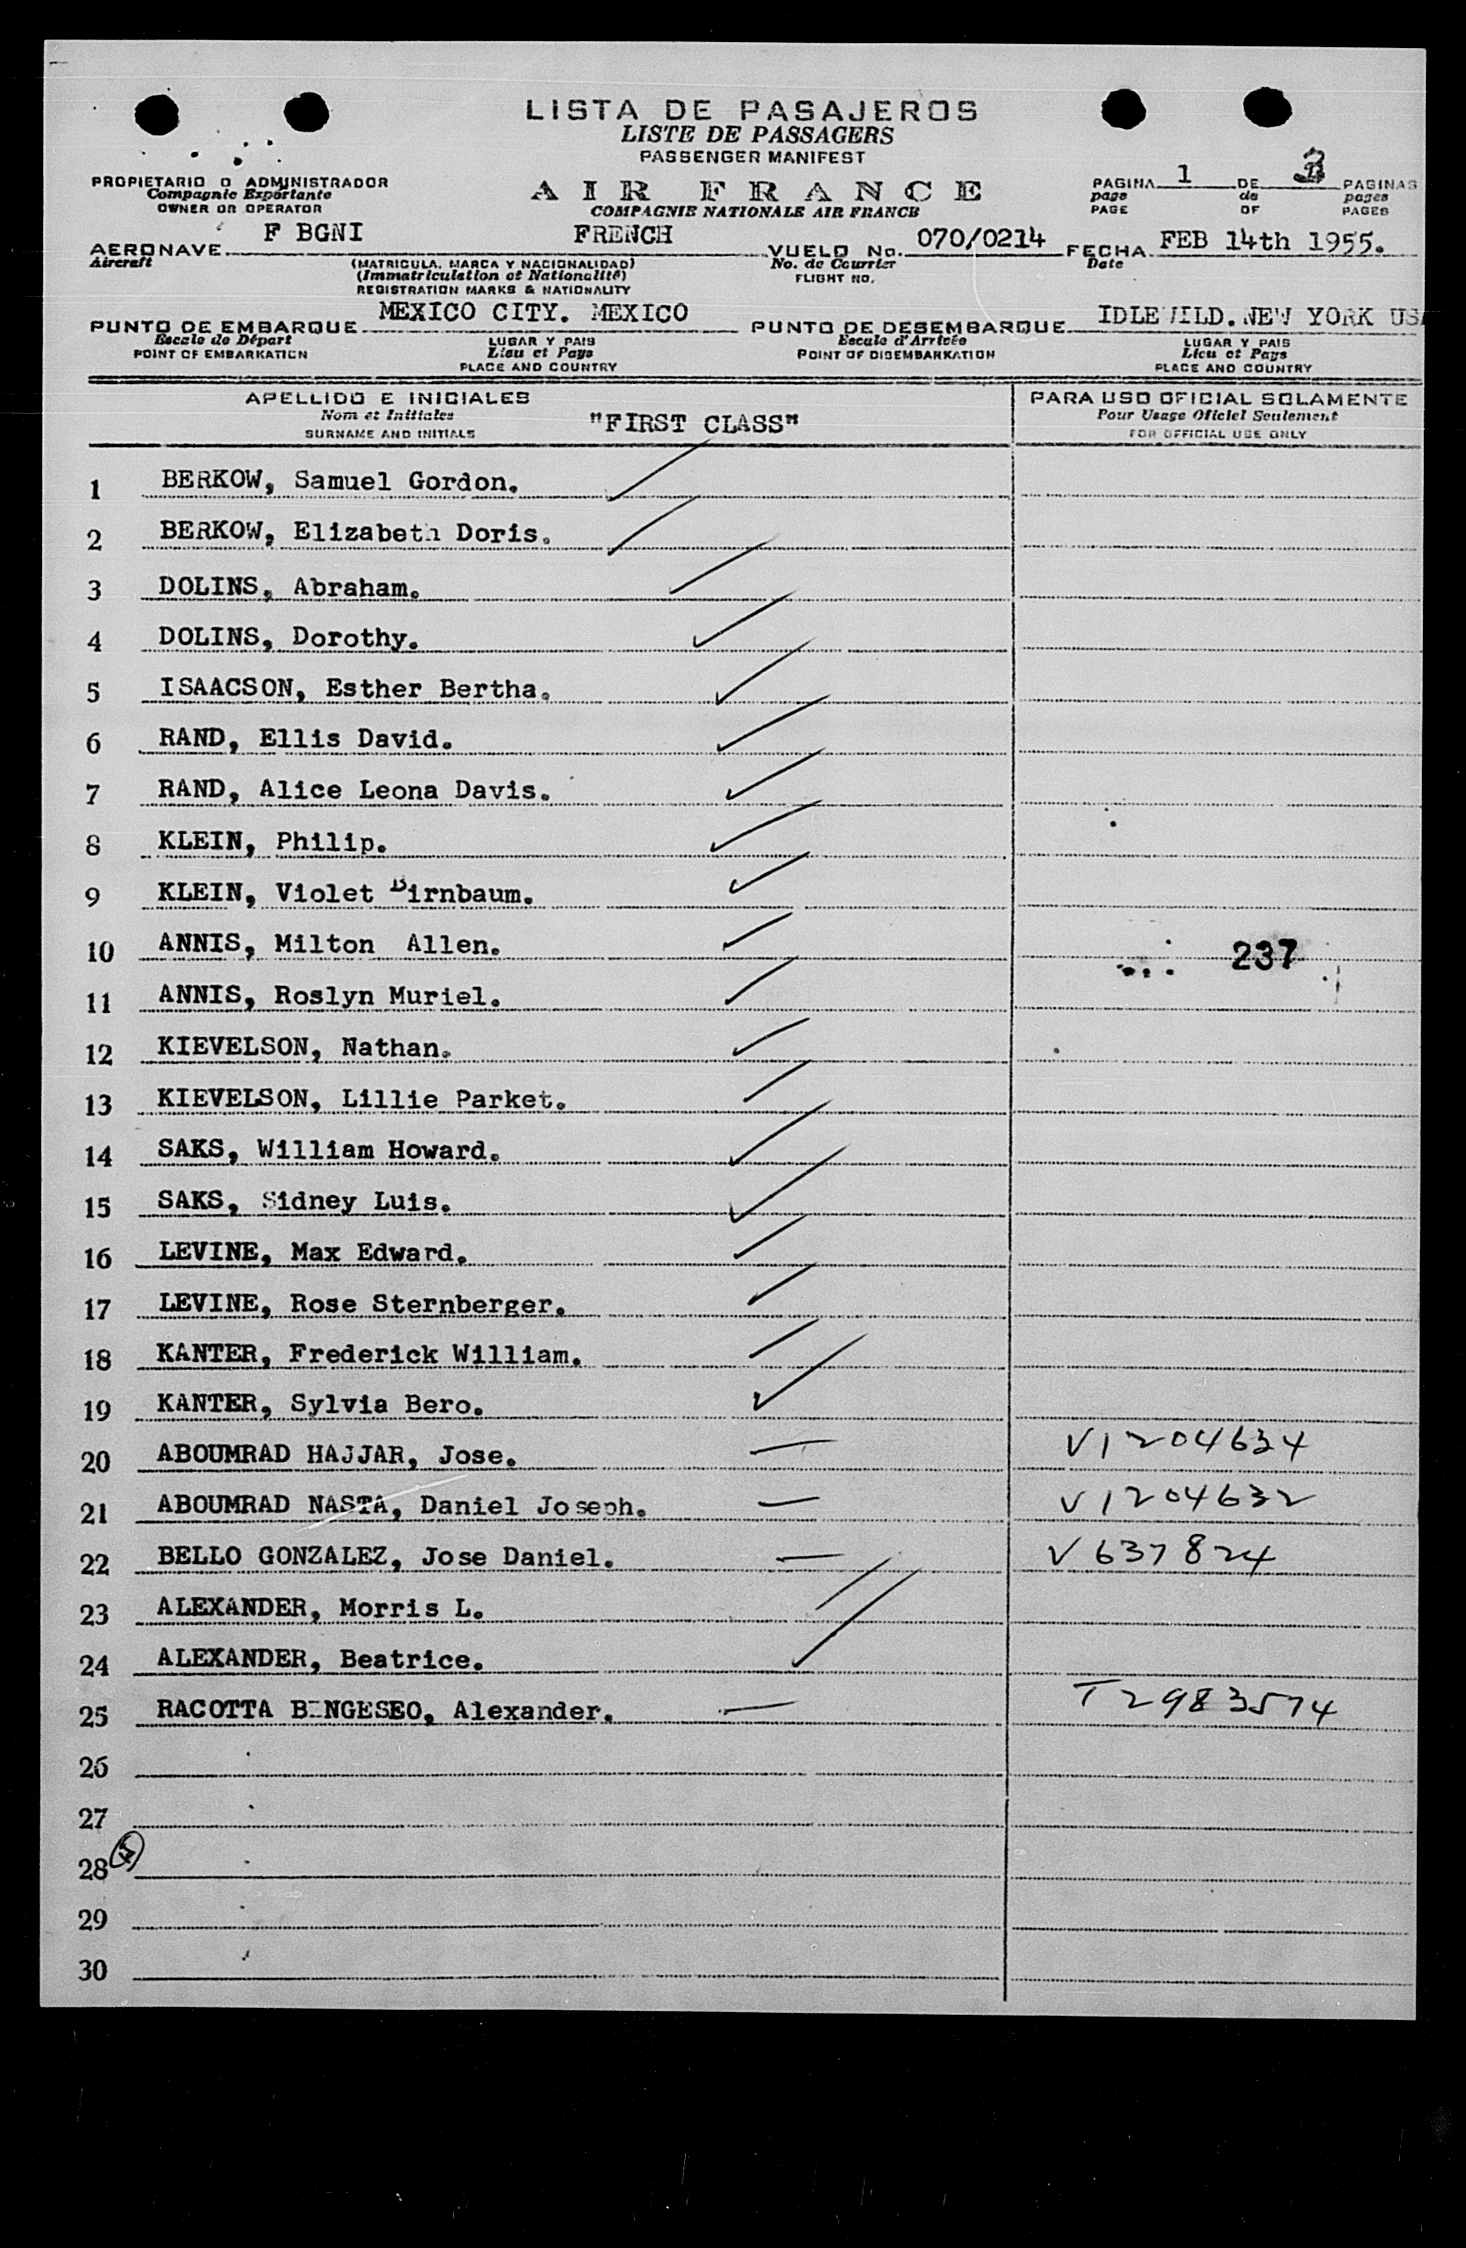 LISTA DE PASAJEROS
LISTE DE PASSAGERS
PASSENGER MANIFEST
PROPIETARIO O ADMINISTRADOR
Compagnie Exportante
OWNER OR OPERATOR
AIR FRANCE
COMPAGNIE NATIONALE AIR FRANCE
PAGINA 1 DE 3 PAGINAS
page de pages
PAGE OF PAGES
AERONAVE F BGNI FRENCH VUELO No. 070/0214 FECHA FEB 14th 1955.
Aircraft (MATRICULA, MARCA Y NACIONALIDAD) No. de Courrier Date
(Immatriculation et Nationalité) FLIGHT NO.
REGISTRATION MARKS & NATIONALITY
PUNTO DE EMBARQUE MEXICO CITY. MEXICO PUNTO DE DESEMBARQUE IDLEWILD. NEW YORK US
Escale de Départ LUGAR Y PAIS Escale d'Arrivée LUGAR Y PAIS
POINT OF EMBARKATION Lieu et Pays POINT OF DISEMBARKATION Lieu et Pays
PLACE AND COUNTRY PLACE AND COUNTRY
APELLIDO E INICIALES PARA USO OFICIAL SOLAMENTE
Nom et Initiales "FIRST CLASS" Pour Usage Oficiel Seulement
SURNAME AND INITIALS FOR OFFICIAL USE ONLY
1 BERKOW, Samuel Gordon.
2 BERKOW, Elizabeth Doris.
3 DOLINS, Abraham.
4 DOLINS, Dorothy.
5 ISAACSON, Esther Bertha.
6 RAND, Ellis David.
7 RAND, Alice Leona Davis.
8 KLEIN, Philip.
9 KLEIN, Violet Birnbaum.
10 ANNIS, Milton Allen. 237
11 ANNIS, Roslyn Muriel.
12 KIEVELSON, Nathan.
13 KIEVELSON, Lillie Parket.
14 SAKS, William Howard.
15 SAKS, Sidney Luis.
16 LEVINE, Max Edward.
17 LEVINE, Rose Sternberger.
18 KANTER, Frederick William.
19 KANTER, Sylvia Bero.
20 ABOUMRAD HAJJAR, Jose. V1204634
21 ABOUMRAD NASTA, Daniel Joseph. V1204632
22 BELLO GONZALEZ, Jose Daniel. V637824
23 ALEXANDER, Morris L.
24 ALEXANDER, Beatrice.
25 RACOTTA Alexander. T2983574
26
27
28
29
30